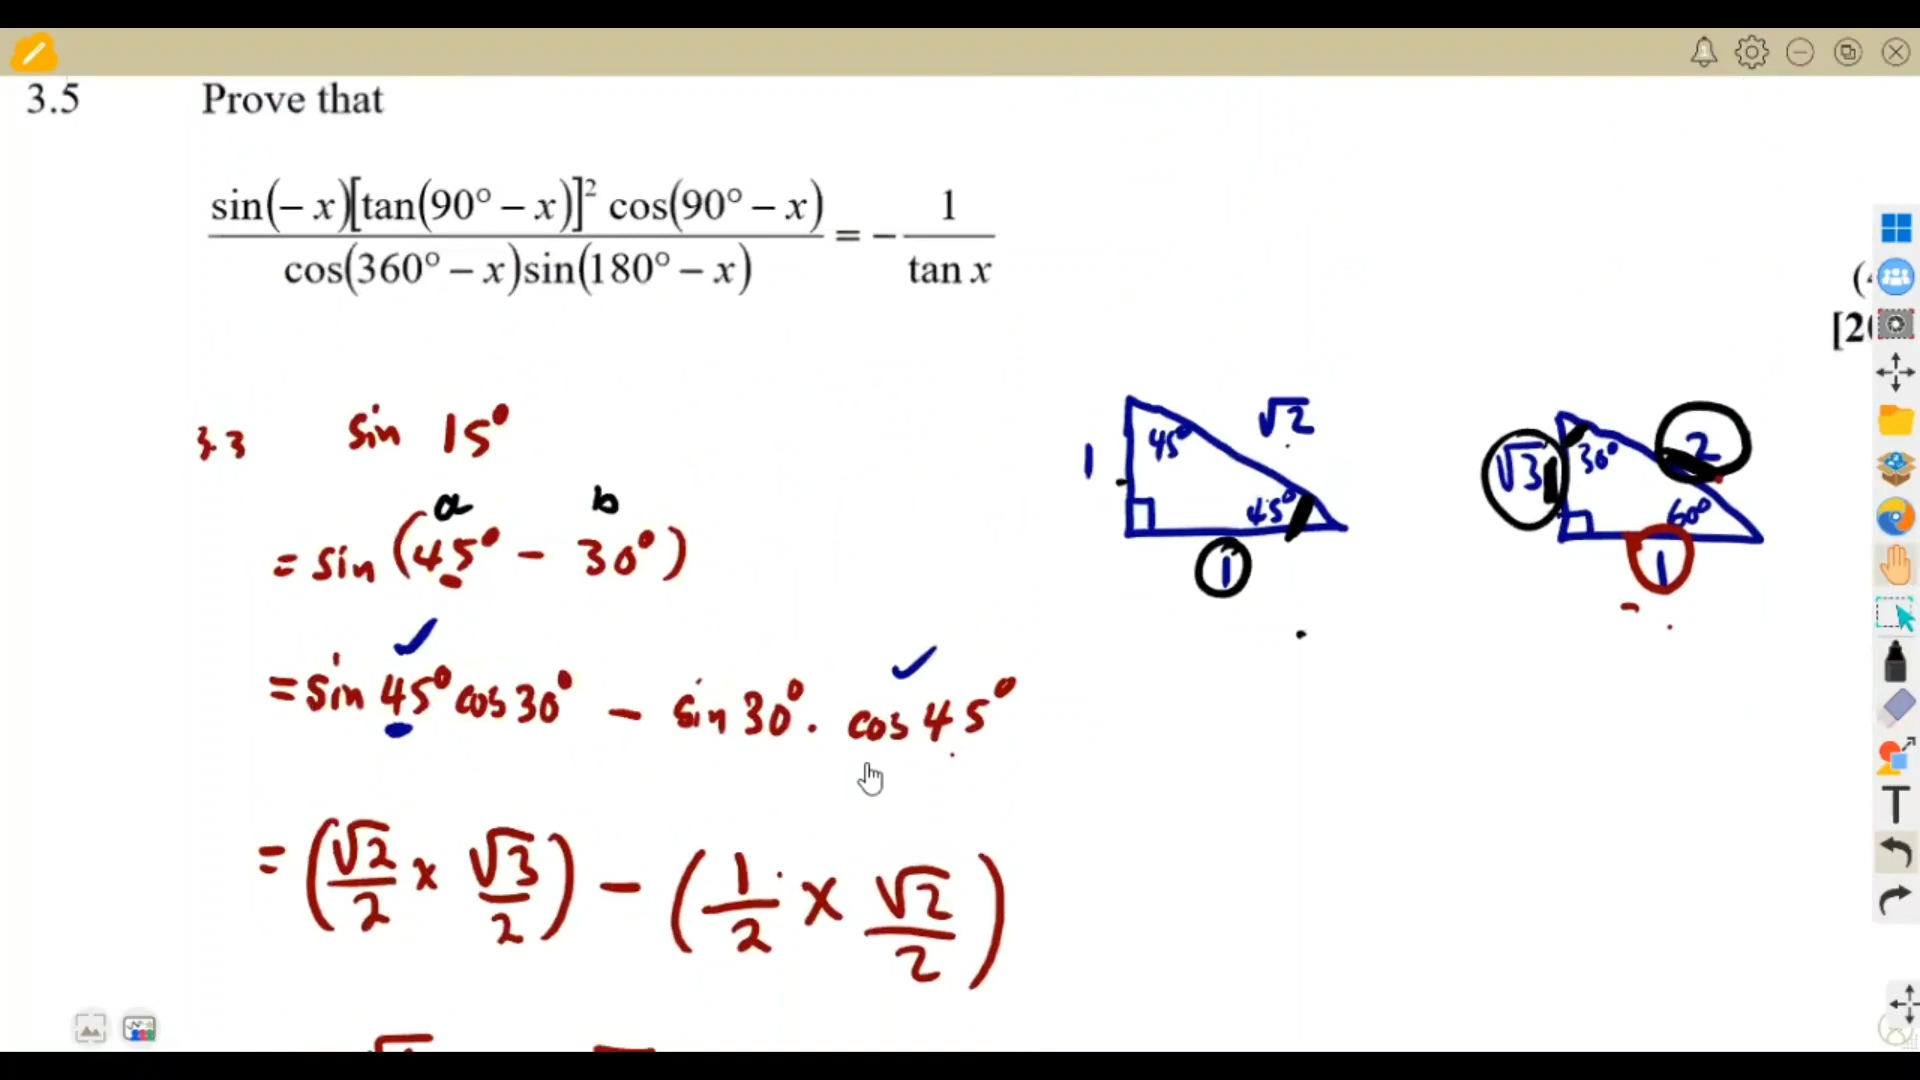 3.5 Prove that
sin(– x)[tan(90° – x)]² cos(90° – x)
cos(360° – x)sin(180° – x)
= –
1
tan x
[2
3.3 sin 15°
a b
= sin (45° – 30°)
= sin 45° cos 30° – sin 30° . cos 45°
= (√2/2 × √3/2) – (1/2 × √2/2)
1
45°
√2
45°
1
√3
30°
2
60°
1
T